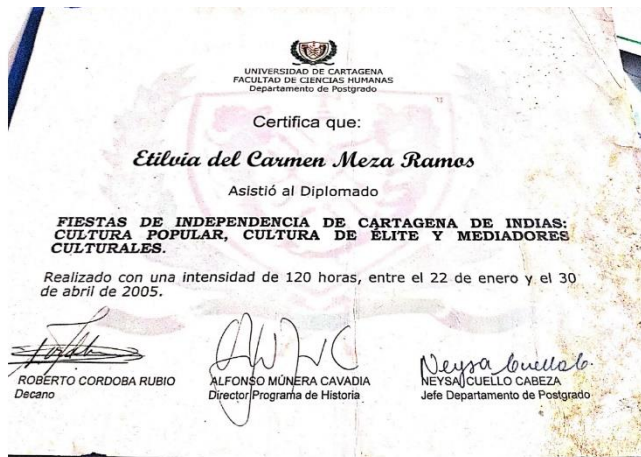 UNIVERSIDAD DE CARTAGENA
FACULTAD DE CIENCIAS HUMANAS
Departamento de Postgrado
Certifica que:
Etilvia del Carmen Meza Ramos
Asistió al Diplomado
FIESTAS DE INDEPENDENCIA DE CARTAGENA DE INDIAS:
CULTURA POPULAR, CULTURA DE ÉLITE Y MEDIADORES
CULTURALES.
Realizado con una intensidad de 120 horas, entre el 22 de enero y el 30
de abril de 2005.
Neysa Cuello C.
ROBERTO CORDOBA RUBIO
Decano
ALFONSO MÚNERA CAVADIA
Director Programa de Historia
NEYSA CUELLO CABEZA
Jefe Departamento de Postgrado